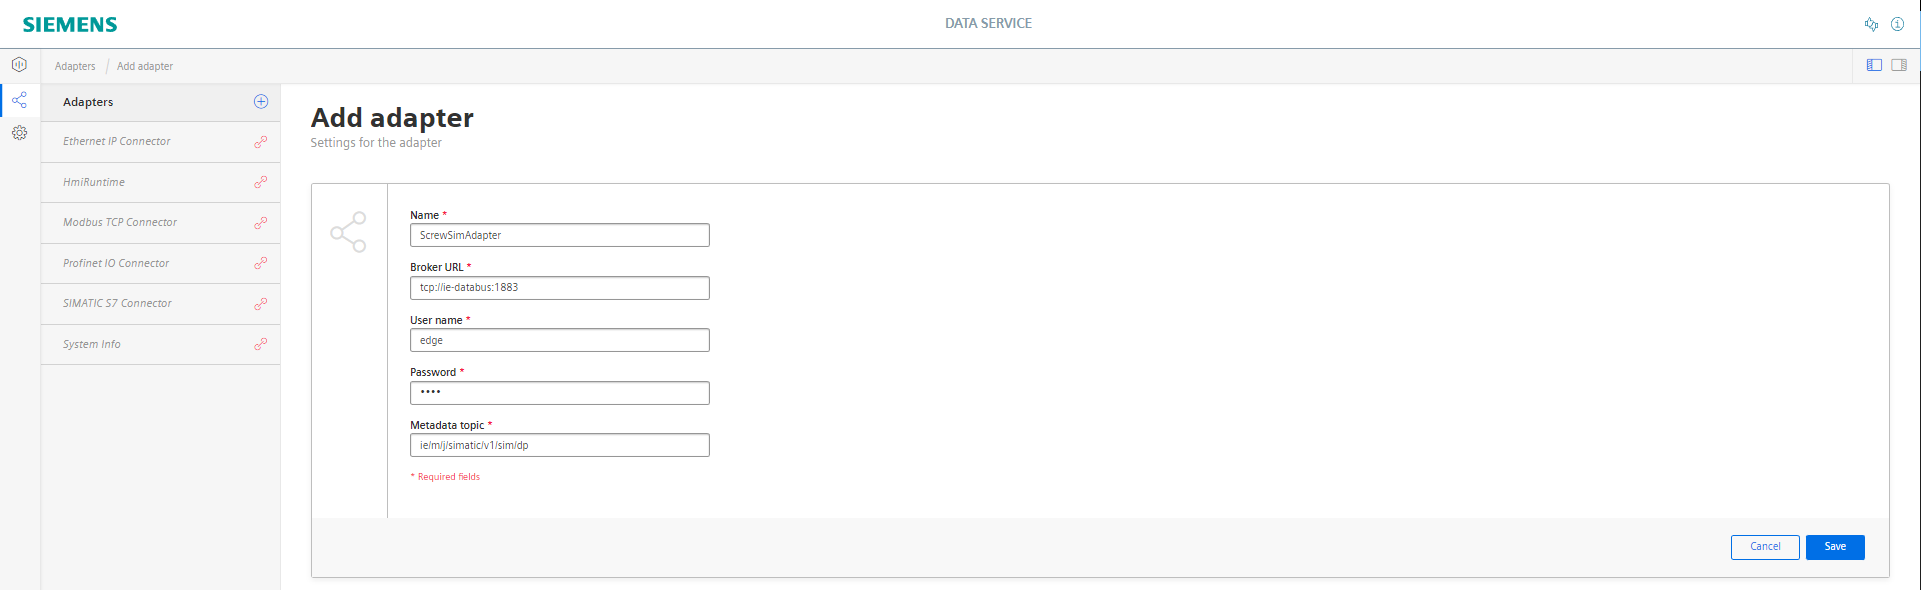 SIEMENS
DATA SERVICE
Adapters / Add adapter
Adapters
Ethernet IP Connector
HmiRuntime
Modbus TCP Connector
Profinet IO Connector
SIMATIC S7 Connector
System Info
Add adapter
Settings for the adapter
Name *
ScrewSimAdapter
Broker URL *
tcp://ie-databus:1883
User name *
edge
Password *
••••
Metadata topic *
ie/m/j/simatic/v1/sim/dp
* Required fields
Cancel
Save